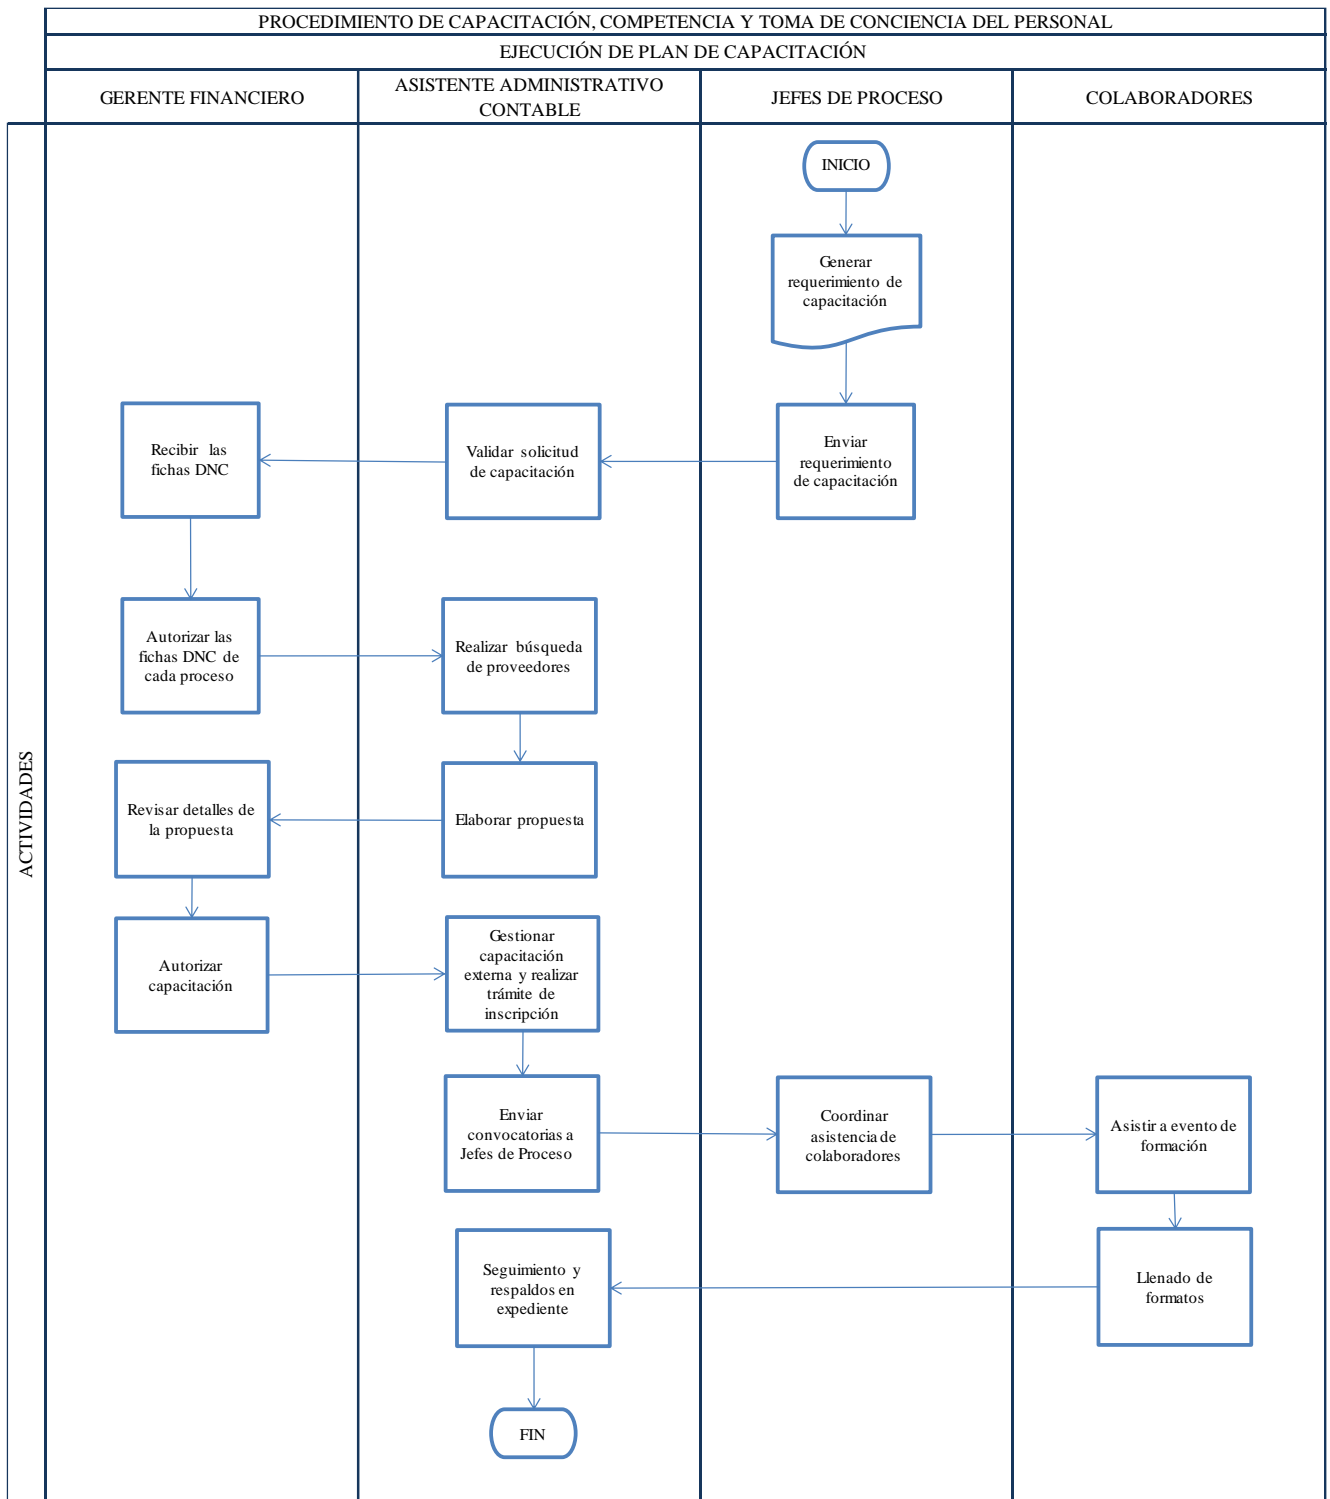 PROCEDIMIENTO DE CAPACITACIÓN, COMPETENCIA Y TOMA DE CONCIENCIA DEL PERSONAL
EJECUCIÓN DE PLAN DE CAPACITACIÓN
GERENTE FINANCIERO
ASISTENTE ADMINISTRATIVO
CONTABLE
JEFES DE PROCESO
COLABORADORES
ACTIVIDADES
INICIO
Generar
requerimiento de
capacitación
Enviar
requerimiento
de capacitación
Validar solicitud
de capacitación
Recibir las
fichas DNC
Autorizar las
fichas DNC de
cada proceso
Realizar búsqueda
de proveedores
Elaborar propuesta
Revisar detalles de
la propuesta
Autorizar
capacitación
Gestionar
capacitación
externa y realizar
trámite de
inscripción
Enviar
convocatorias a
Jefes de Proceso
Coordinar
asistencia de
colaboradores
Asistir a evento de
formación
Llenado de
formatos
Seguimiento y
respaldos en
expediente
FIN